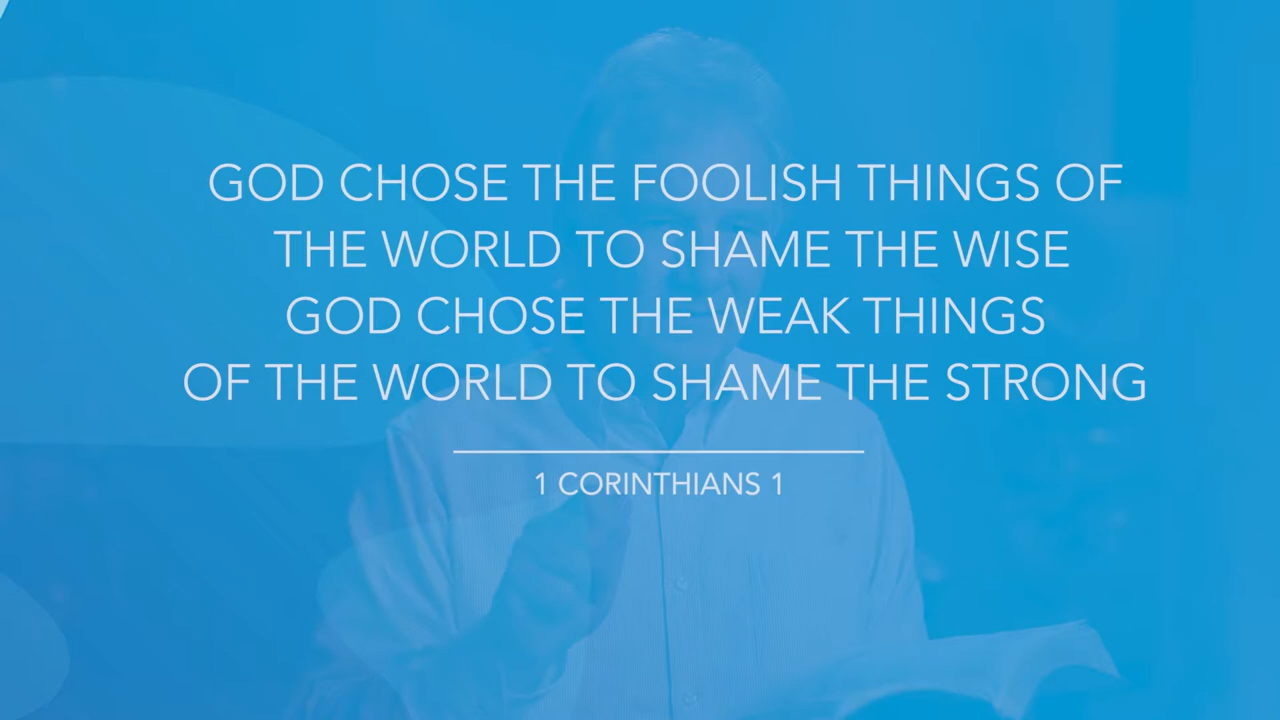 GOD CHOSE THE FOOLISH THINGS OF
THE WORLD TO SHAME THE WISE
GOD CHOSE THE WEAK THINGS
OF THE WORLD TO SHAME THE STRONG
1 CORINTHIANS 1